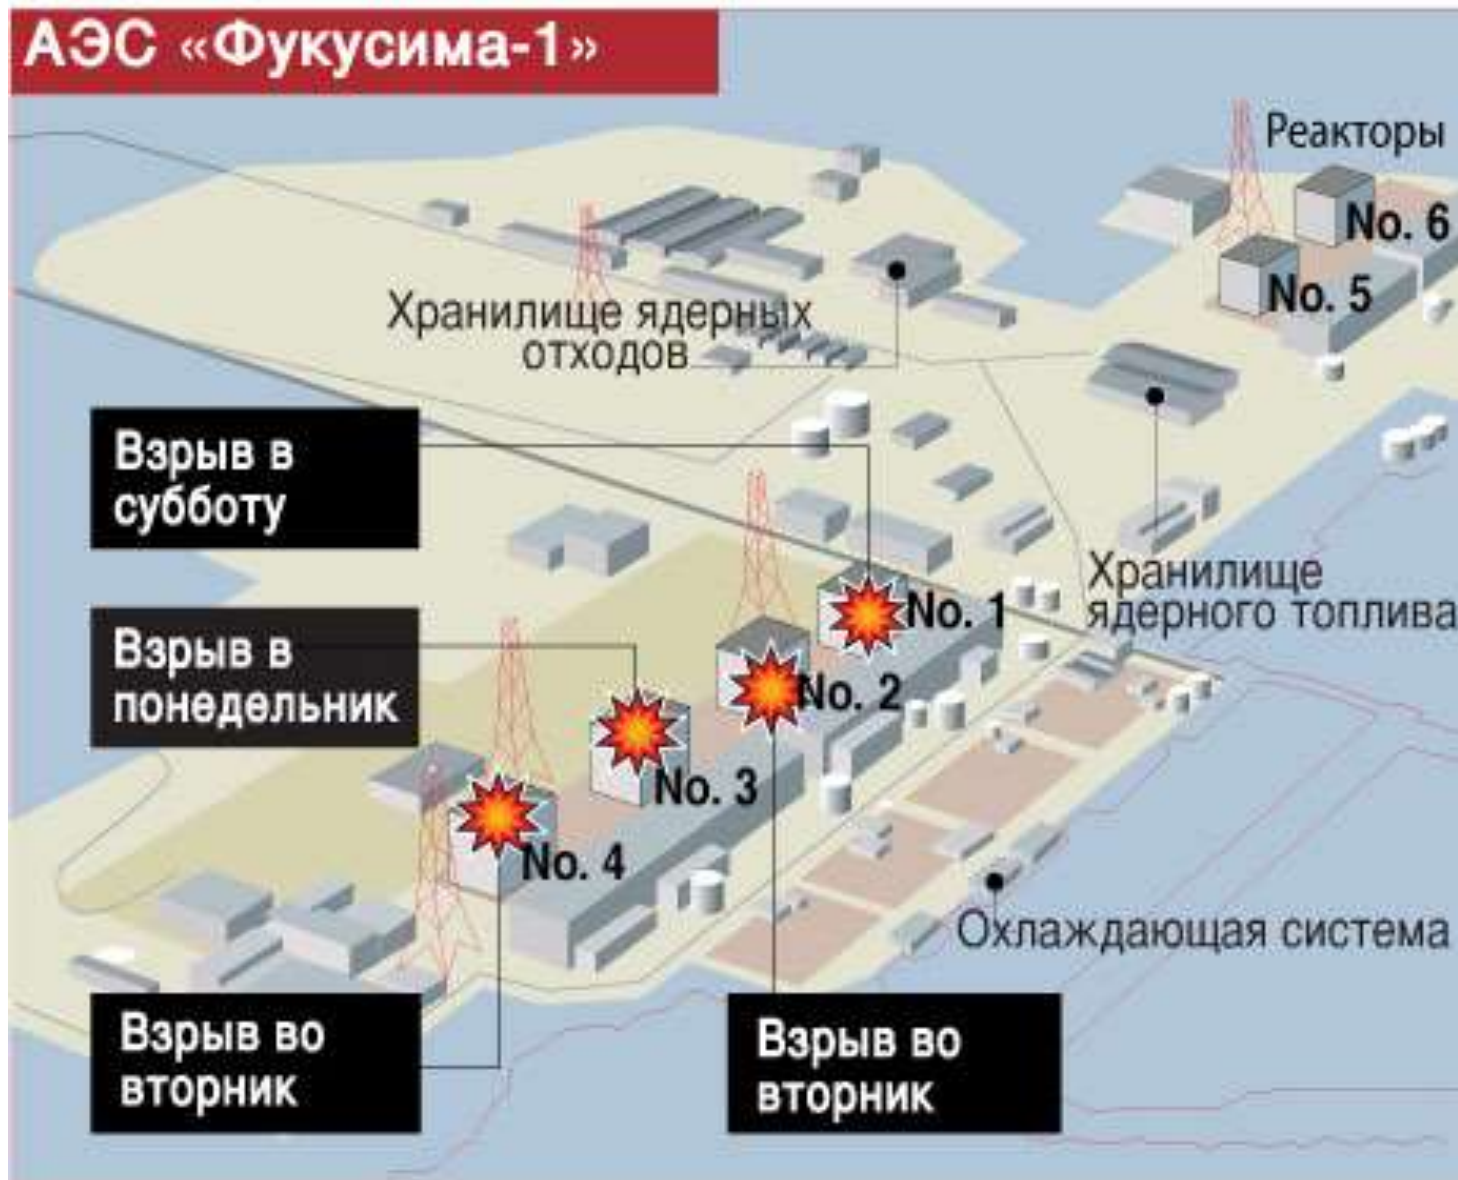 АЭС «Фукусима-1»
Реакторы
No. 6
No. 5
Хранилище ядерных
отходов
Взрыв в
субботу
Хранилище
ядерного топлива
No. 1
Взрыв в
понедельник
No. 2
No. 3
No. 4
Охлаждающая система
Взрыв во
вторник
Взрыв во
вторник